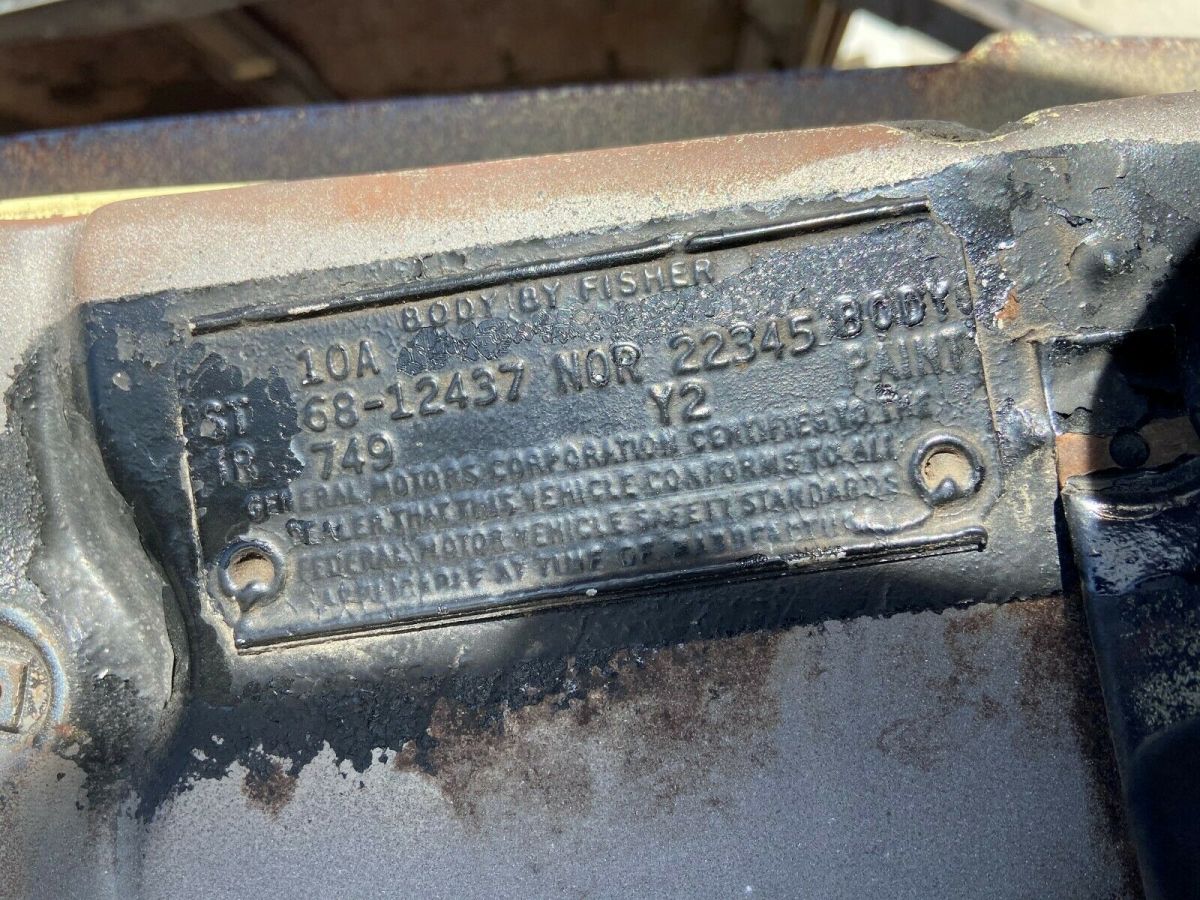 BODY BY FISHER
10A
ST 68-12437 NOR 22345 BODY
TR 749 Y2 PAINT
GENERAL MOTORS CORPORATION CERTIFIES TO THE
DEALER THAT THIS VEHICLE CONFORMS TO ALL
FEDERAL MOTOR VEHICLE SAFETY STANDARDS
APPLICABLE AT TIME OF MANUFACTURE